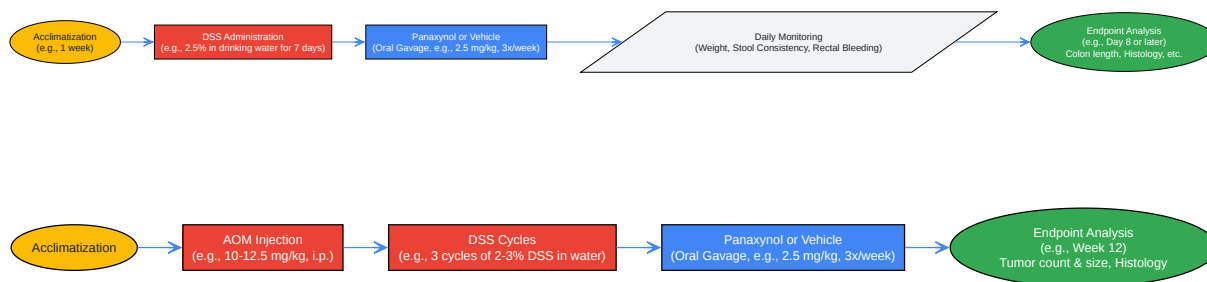 Acclimatization
(e.g., 1 week)
DSS Administration
(e.g., 2.5% in drinking water for 7 days)
Panaxynol or Vehicle
(Oral Gavage, e.g., 2.5 mg/kg, 3x/week)
Daily Monitoring
(Weight, Stool Consistency, Rectal Bleeding)
Endpoint Analysis
(e.g., Day 8 or later)
Colon length, Histology, etc.
Acclimatization
AOM Injection
(e.g., 10-12.5 mg/kg, i.p.)
DSS Cycles
(e.g., 3 cycles of 2-3% DSS in water)
Panaxynol or Vehicle
(Oral Gavage, e.g., 2.5 mg/kg, 3x/week)
Endpoint Analysis
(e.g., Week 12)
Tumor count & size, Histology